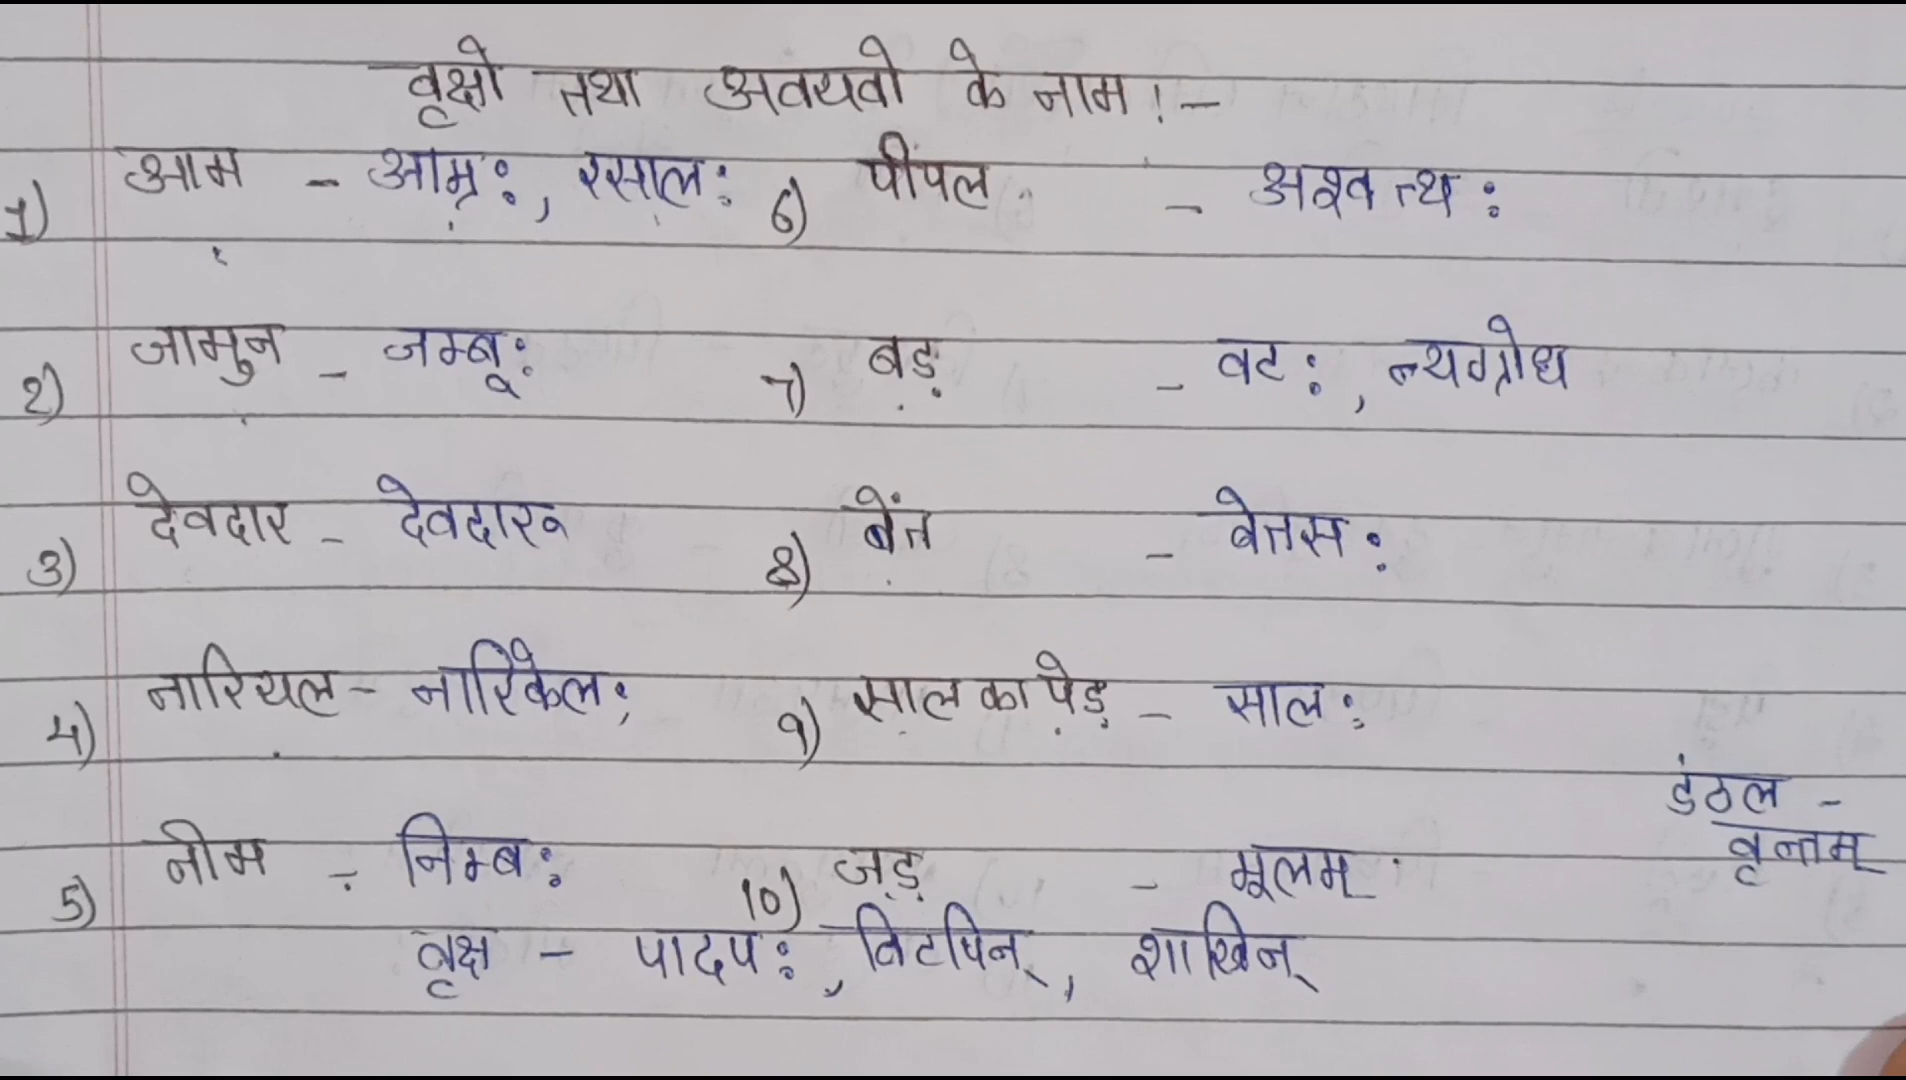 वृक्षो तथा अवयवो के नाम :-
1) आम - आम्र:, रसाल: 6) पीपल - अश्वत्थ:
2) जामुन - जम्बू: 7) बड़ - वट:, न्यग्रोध
3) देवदार - देवदारु 8) बेंत - वेतस:
4) नारियल - नारिकेल: 9) साल का पेड़ - साल:
डंठल - वृन्तम्
5) नीम - निम्ब: 10) जड़ - मूलम्
वृक्ष - पादप:, विटपिन्, शाखिन्